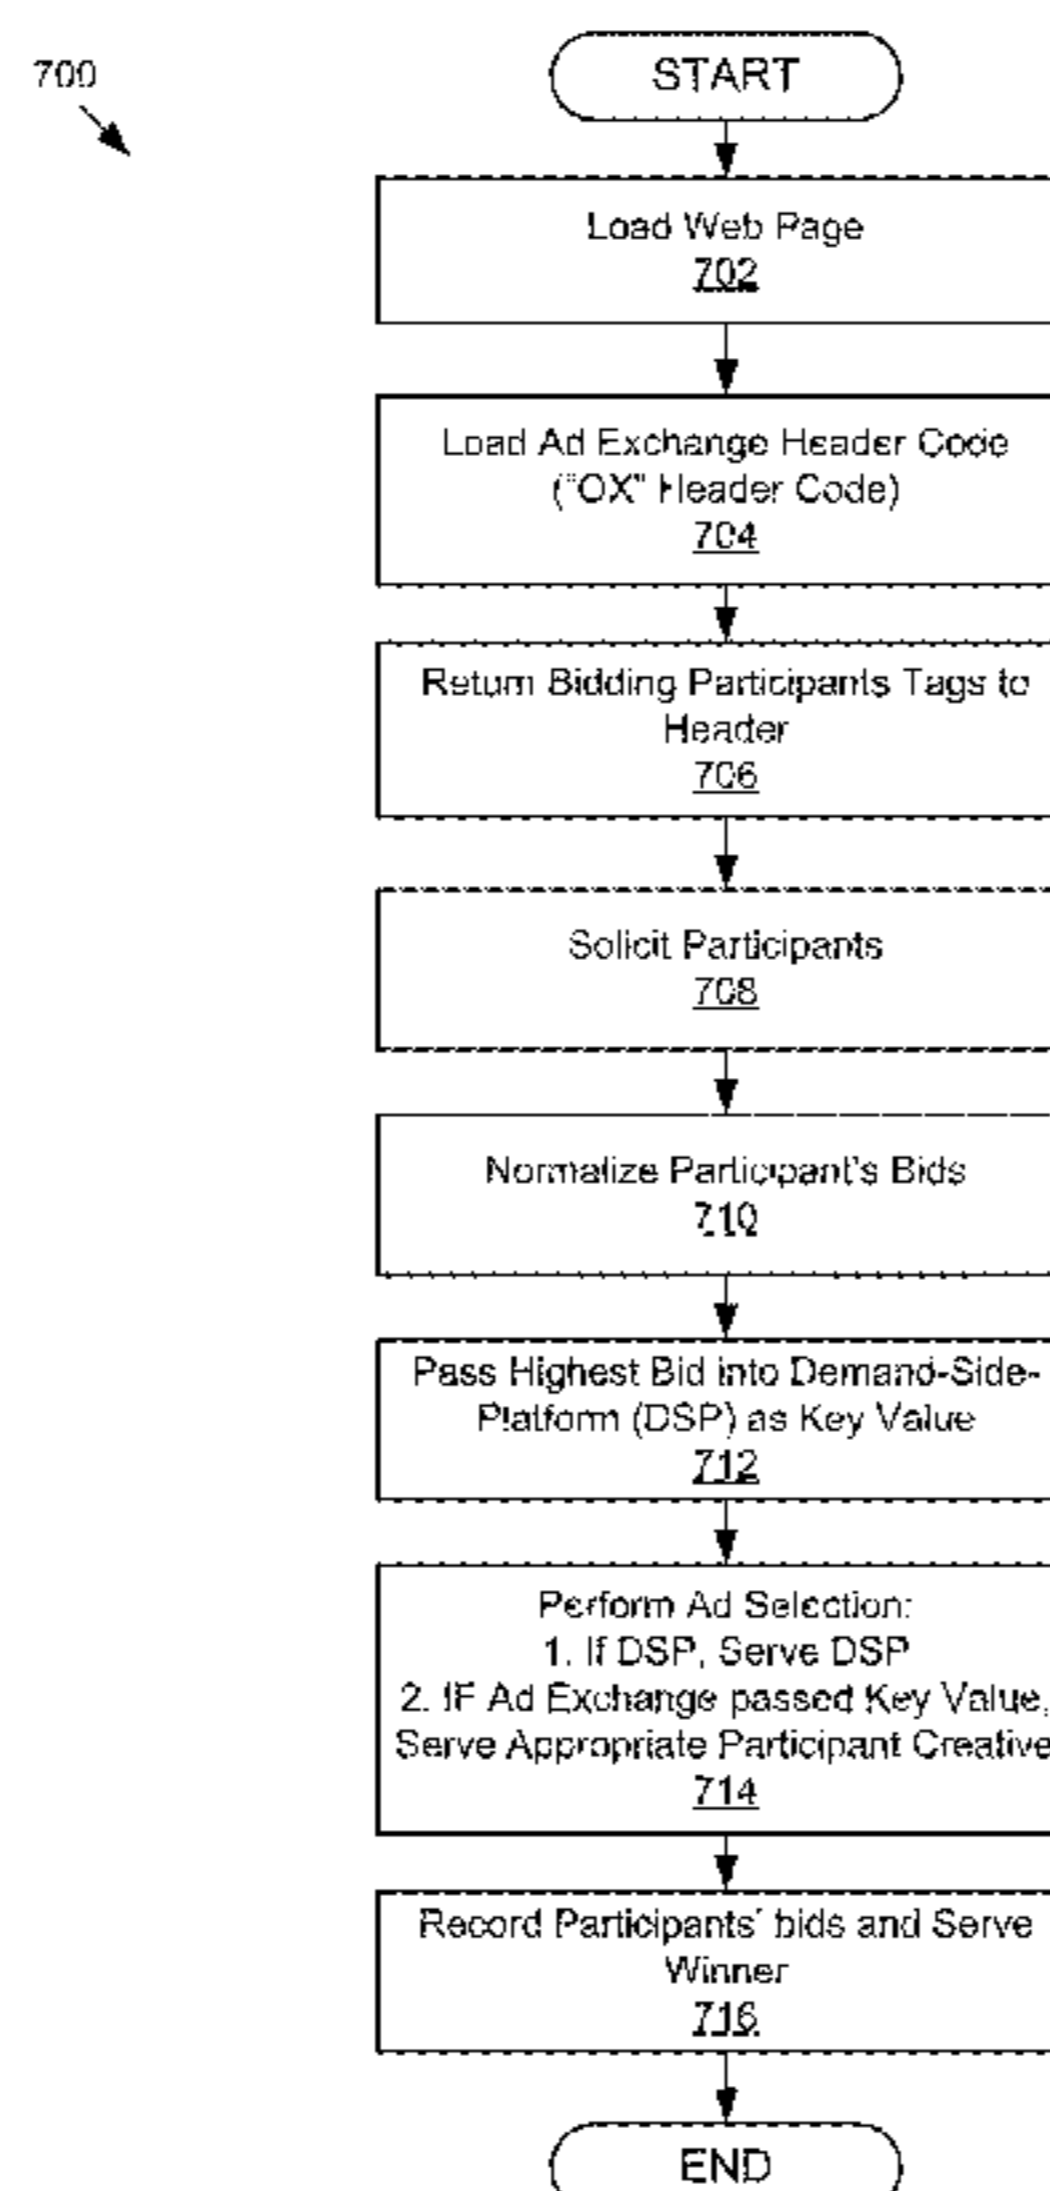 700
START
Load Web Page
702
Load Ad Exchange Header Code
("OX" Header Code)
704
Return Bidding Participants Tags to
Header
706
Solicit Participants
708
Normalize Participant's Bids
710
Pass Highest Bid into Demand-Side-
Platform (DSP) as Key Value
712
Perform Ad Selection:
1. If DSP, Serve DSP
2. IF Ad Exchange passed Key Value,
Serve Appropriate Participant Creative
714
Record Participants' bids and Serve
Winner
716
END